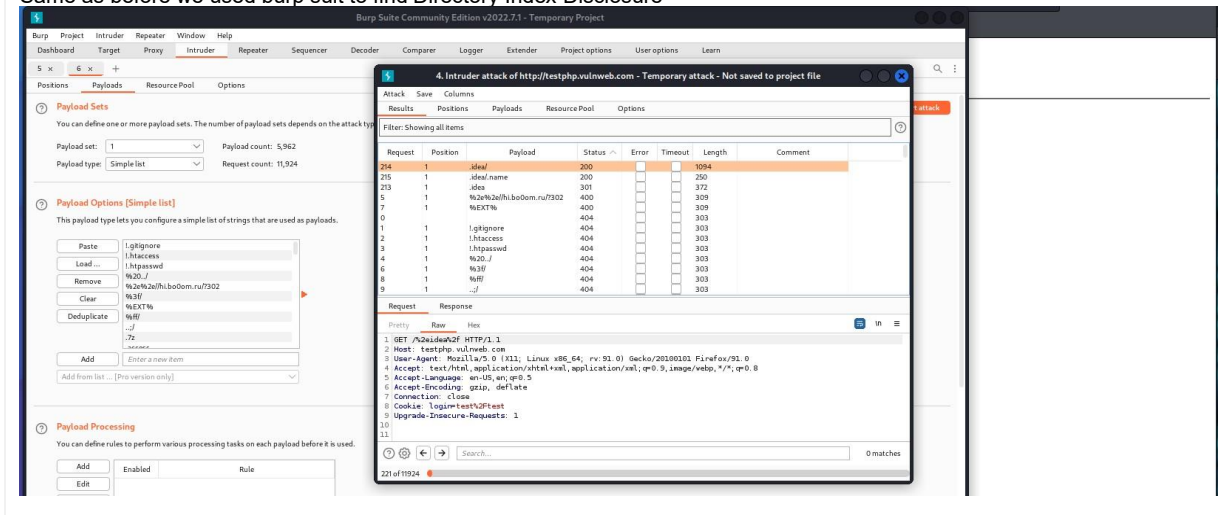 Same as before we used burp suit to find Directory Index Disclosure
Burp Suite Community Edition v2022.7.1 - Temporary Project
Burp Project Intruder Repeater Window Help
Dashboard Target Proxy Intruder Repeater Sequencer Decoder Comparer Logger Extender Project options User options Learn
5 × 6 × +
Positions Payloads Resource Pool Options
Payload Sets
You can define one or more payload sets. The number of payload sets depends on the attack typ
t attack
Payload set: 1 Payload count: 5,962
Payload type: Simple list Request count: 11,924
Payload Options [Simple list]
This payload type lets you configure a simple list of strings that are used as payloads.
Paste
Load ...
Remove
Clear
Deduplicate
!.gitignore
!.htaccess
!.htpasswd
%20../
%2e%2e//hi.bo0om.ru/?302
%3f/
%EXT%
%ff/
..;/
.7z
.access
Add Enter a new item
Add from list ... [Pro version only]
Payload Processing
You can define rules to perform various processing tasks on each payload before it is used.
Add
Edit
Enabled Rule
4. Intruder attack of http://testphp.vulnweb.com - Temporary attack - Not saved to project file
Attack Save Columns
Results Positions Payloads Resource Pool Options
Filter: Showing all items
Request Position Payload Status Error Timeout Length Comment
214 1 .idea/ 200 1094
215 1 .idea/.name 200 250
213 1 .idea 301 372
5 1 %2e%2e//hi.bo0om.ru/?302 400 309
7 1 %EXT% 400 309
0 404 303
1 1 !.gitignore 404 303
2 1 !.htaccess 404 303
3 1 !.htpasswd 404 303
4 1 %20../ 404 303
6 1 %3f/ 404 303
8 1 %ff/ 404 303
9 1 ..;/ 404 303
Request Response
Pretty Raw Hex
\n
1 GET /%2eidea%2f HTTP/1.1
2 Host: testphp.vulnweb.com
3 User-Agent: Mozilla/5.0 (X11; Linux x86_64; rv:91.0) Gecko/20100101 Firefox/91.0
4 Accept: text/html,application/xhtml+xml,application/xml;q=0.9,image/webp,*/*;q=0.8
5 Accept-Language: en-US,en;q=0.5
6 Accept-Encoding: gzip, deflate
7 Connection: close
8 Cookie: login=test%2Ftest
9 Upgrade-Insecure-Requests: 1
10
11
Search... 0 matches
221 of 11924